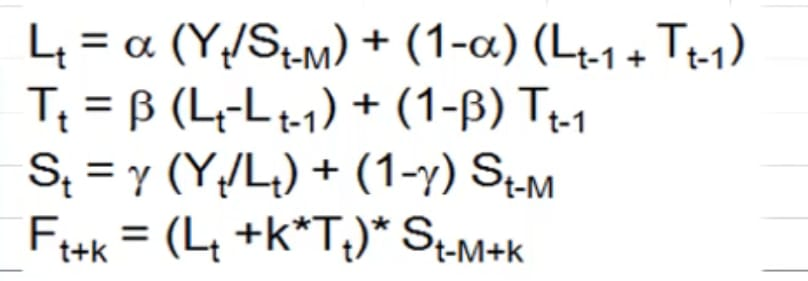 Lₜ = α (Yₜ/Sₜ₋M) + (1-α) (Lₜ₋₁ + Tₜ₋₁)
Tₜ = β (Lₜ-L ₜ₋₁) + (1-β) Tₜ₋₁
Sₜ = γ (Yₜ/Lₜ) + (1-γ) Sₜ₋M
Fₜ₊ₖ = (Lₜ +k*Tₜ)* Sₜ₋M₊ₖ